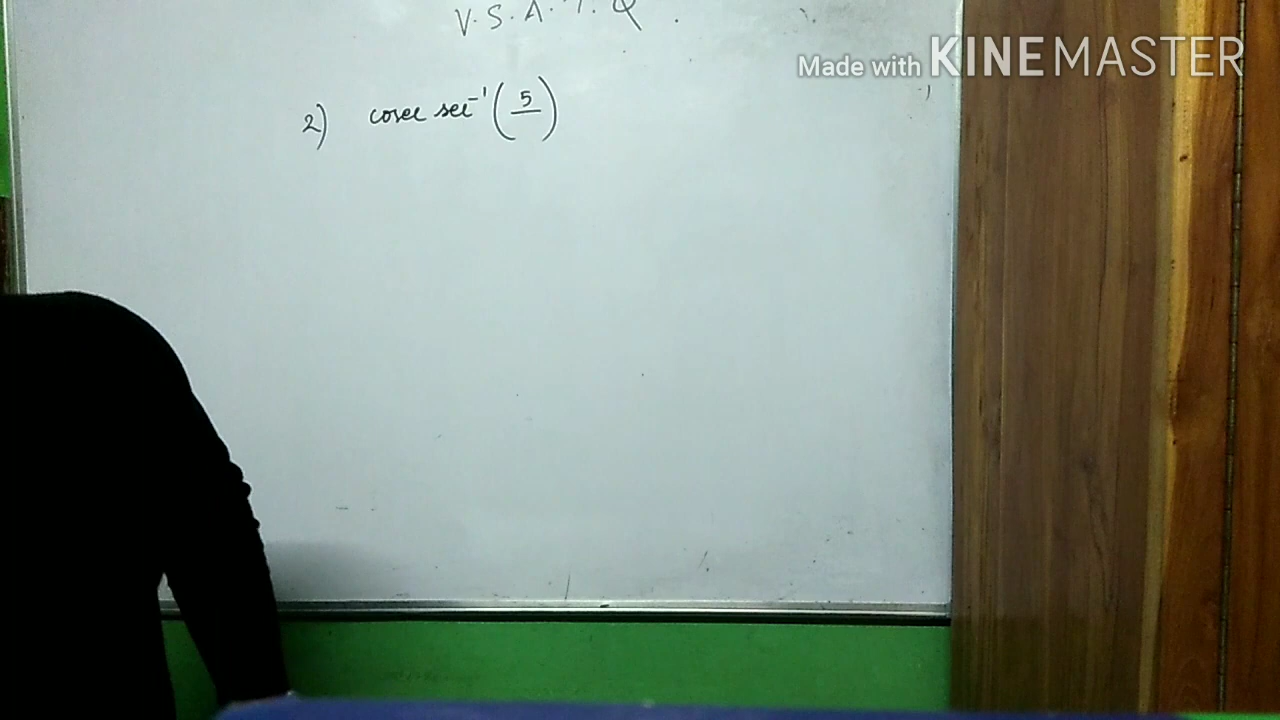 V.S.A.T.Q.
Made with KINEMASTER
2) cosec sec⁻¹ (5/ )